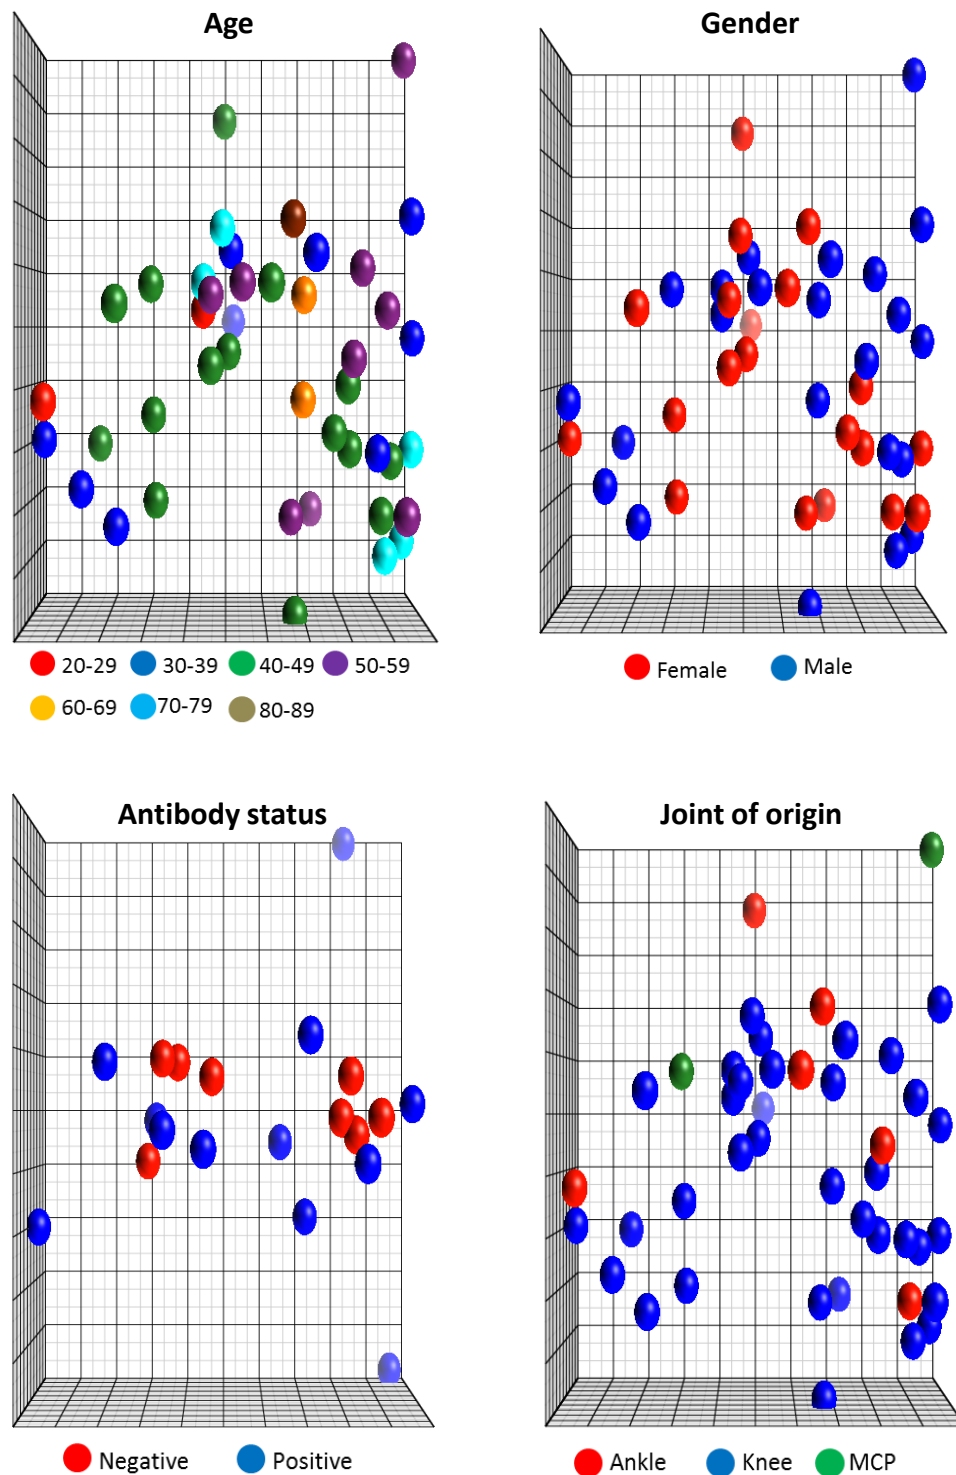 Age
Gender
20-29 30-39 40-49 50-59
60-69 70-79 80-89
Female Male
Antibody status
Joint of origin
Negative Positive
Ankle Knee MCP